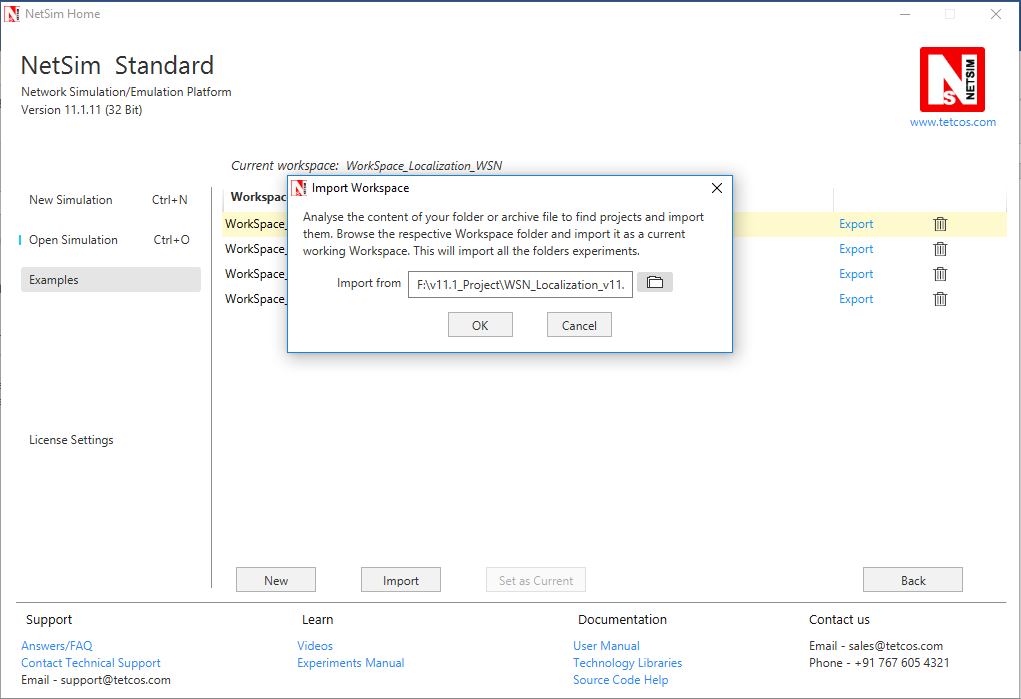 NetSim Home
NetSim Standard
Network Simulation/Emulation Platform
Version 11.1.11 (32 Bit)
NS NETSIM
www.tetcos.com
Current workspace: WorkSpace_Localization_WSN
New Simulation Ctrl+N
Open Simulation Ctrl+O
Examples
License Settings
Workspac
WorkSpace_ Export
WorkSpace_ Export
WorkSpace_ Export
WorkSpace_ Export
Import Workspace
Analyse the content of your folder or archive file to find projects and import
them. Browse the respective Workspace folder and import it as a current
working Workspace. This will import all the folders experiments.
Import from F:\v11.1_Project\WSN_Localization_v11.
OK Cancel
New Import Set as Current Back
Support
Answers/FAQ
Contact Technical Support
Email - support@tetcos.com
Learn
Videos
Experiments Manual
Documentation
User Manual
Technology Libraries
Source Code Help
Contact us
Email - sales@tetcos.com
Phone - +91 767 605 4321